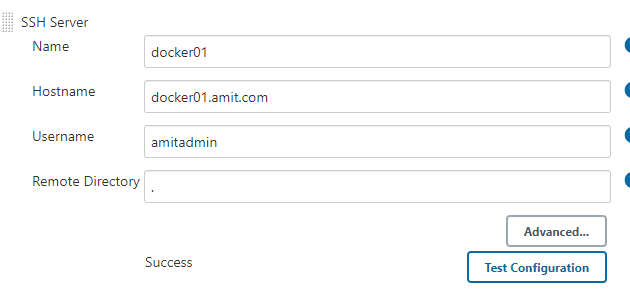 SSH Server
Name
docker01
Hostname
docker01.amit.com
Username
amitadmin
Remote Directory
.
Advanced...
Success
Test Configuration